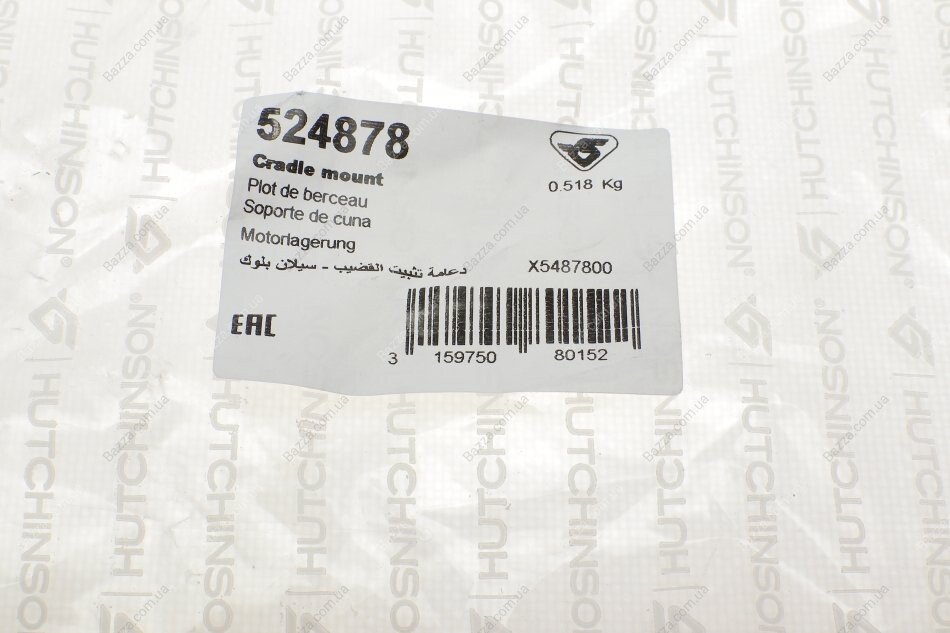 524878
Cradle mount
Plot de berceau
Soporte de cuna
Motorlagerung
دعامة تثبيت القضيب - سيلان بلوك
0.518 Kg
X5487800
EAC
3 159750 80152
HUTCHINSON®
Bazza.com.ua